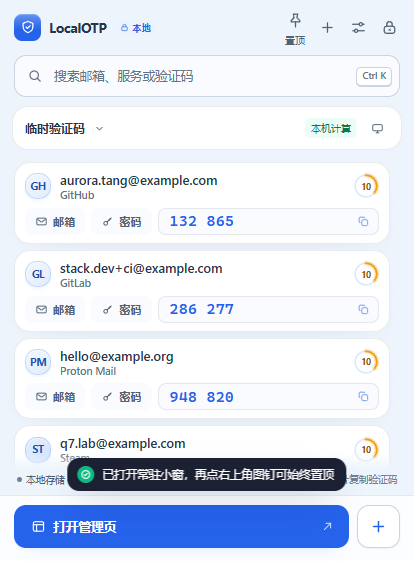 LocalOTP 本地
置顶
搜索邮箱、服务或验证码 Ctrl K
临时验证码 本机计算
GH aurora.tang@example.com 10
GitHub
邮箱 密码 132 865
GL stack.dev+ci@example.com 10
GitLab
邮箱 密码 286 277
PM hello@example.org 10
Proton Mail
邮箱 密码 948 820
ST q7.lab@example.com 10
Steam
本地存储 复制验证码
已打开常驻小窗，再点右上角图钉可始终置顶
打开管理页